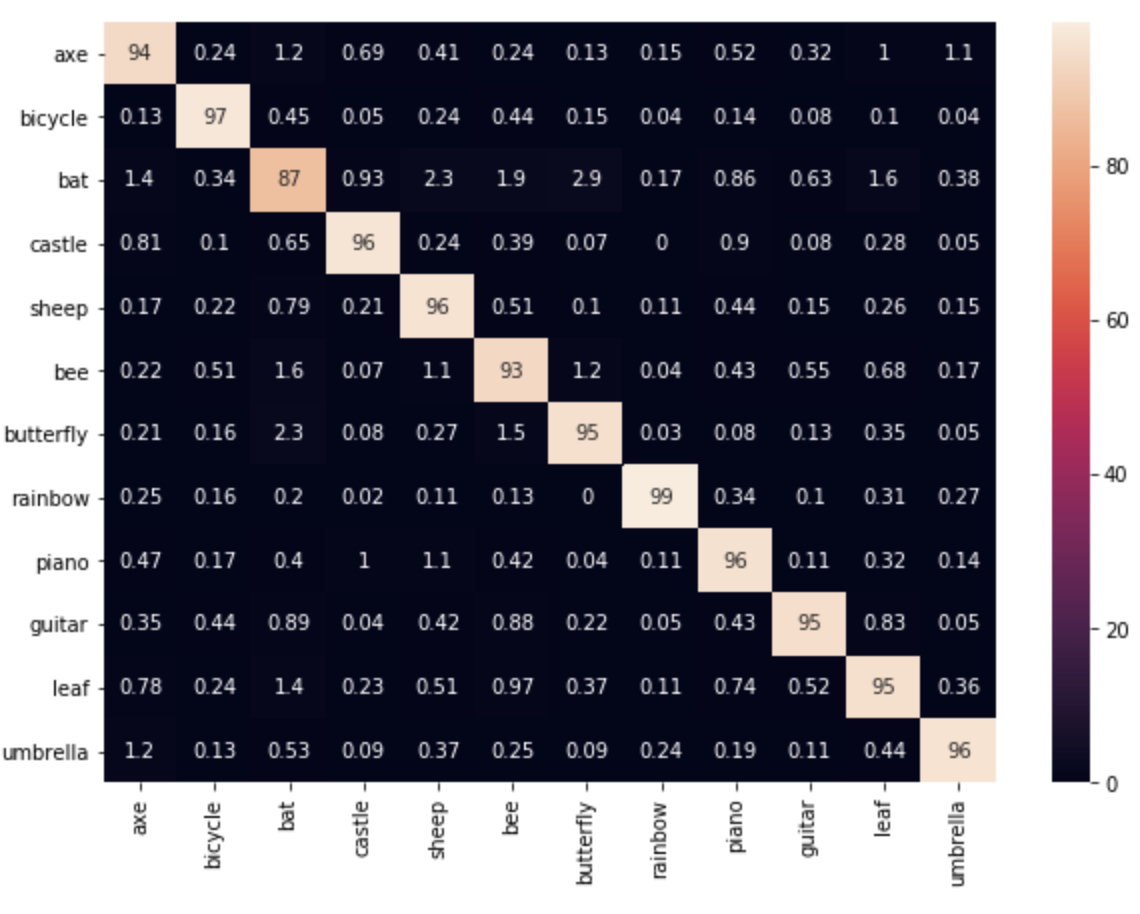 axe 94 0.24 1.2 0.69 0.41 0.24 0.13 0.15 0.52 0.32 1 1.1
bicycle 0.13 97 0.45 0.05 0.24 0.44 0.15 0.04 0.14 0.08 0.1 0.04
bat 1.4 0.34 87 0.93 2.3 1.9 2.9 0.17 0.86 0.63 1.6 0.38
castle 0.81 0.1 0.65 96 0.24 0.39 0.07 0 0.9 0.08 0.28 0.05
sheep 0.17 0.22 0.79 0.21 96 0.51 0.1 0.11 0.44 0.15 0.26 0.15
bee 0.22 0.51 1.6 0.07 1.1 93 1.2 0.04 0.43 0.55 0.68 0.17
butterfly 0.21 0.16 2.3 0.08 0.27 1.5 95 0.03 0.08 0.13 0.35 0.05
rainbow 0.25 0.16 0.2 0.02 0.11 0.13 0 99 0.34 0.1 0.31 0.27
piano 0.47 0.17 0.4 1 1.1 0.42 0.04 0.11 96 0.11 0.32 0.14
guitar 0.35 0.44 0.89 0.04 0.42 0.88 0.22 0.05 0.43 95 0.83 0.05
leaf 0.78 0.24 1.4 0.23 0.51 0.97 0.37 0.11 0.74 0.52 95 0.36
umbrella 1.2 0.13 0.53 0.09 0.37 0.25 0.09 0.24 0.19 0.11 0.44 96
axe bicycle bat castle sheep bee butterfly rainbow piano guitar leaf umbrella
80
60
40
20
0